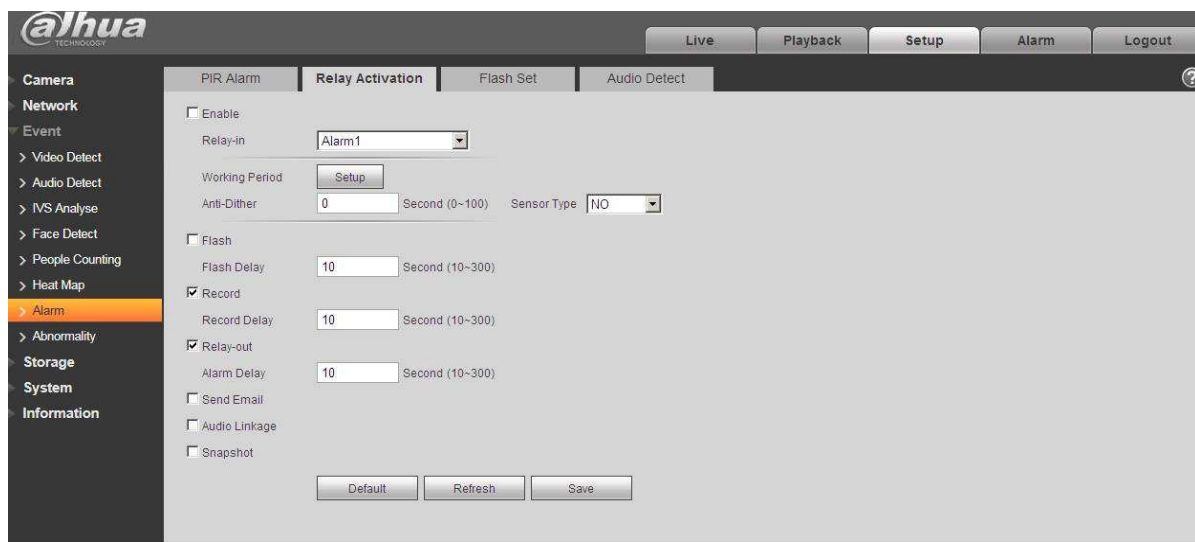 alhua
TECHNOLOGY
Live Playback Setup Alarm Logout
Camera
Network
Event
> Video Detect
> Audio Detect
> IVS Analyse
> Face Detect
> People Counting
> Heat Map
> Alarm
> Abnormality
Storage
System
Information
PIR Alarm Relay Activation Flash Set Audio Detect ?
Enable
Relay-in Alarm1
Working Period Setup
Anti-Dither 0 Second (0~100) Sensor Type NO
Flash
Flash Delay 10 Second (10~300)
Record
Record Delay 10 Second (10~300)
Relay-out
Alarm Delay 10 Second (10~300)
Send Email
Audio Linkage
Snapshot
Default Refresh Save